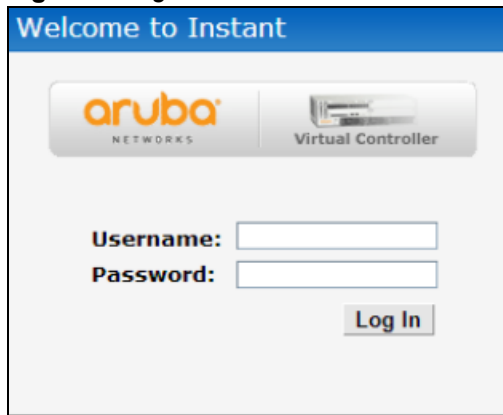 Welcome to Instant
aruba
NETWORKS
Virtual Controller
Username:
Password:
Log In